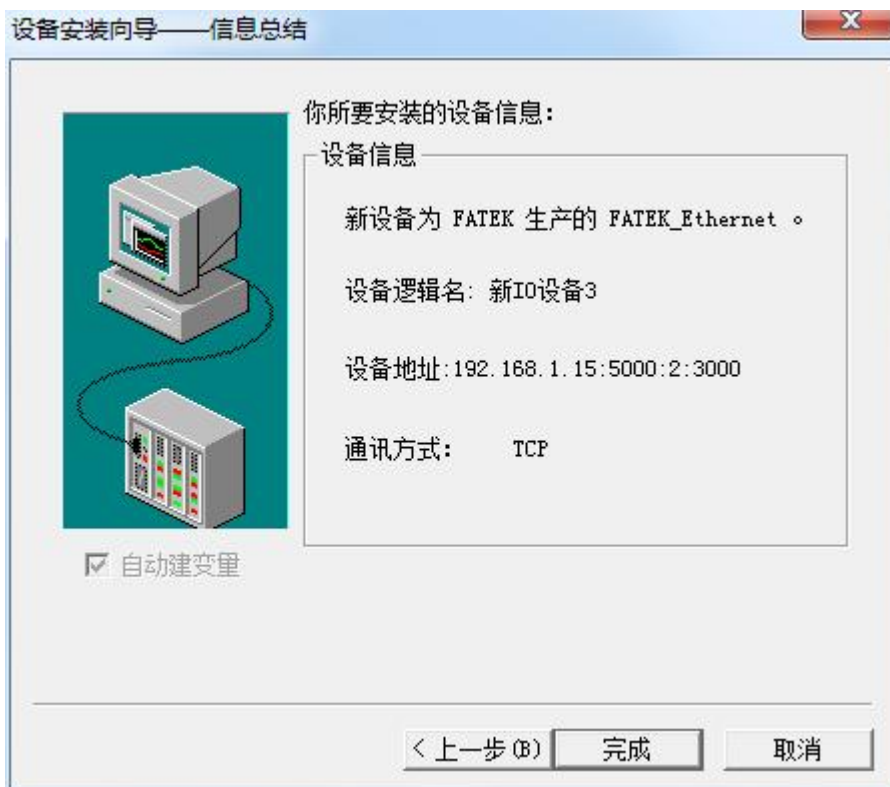 设备安装向导——信息总结
你所要安装的设备信息：
设备信息
新设备为 FATEK 生产的 FATEK_Ethernet 。
设备逻辑名: 新IO设备3
设备地址:192.168.1.15:5000:2:3000
通讯方式： TCP
自动建变量
< 上一步(B)
完成
取消